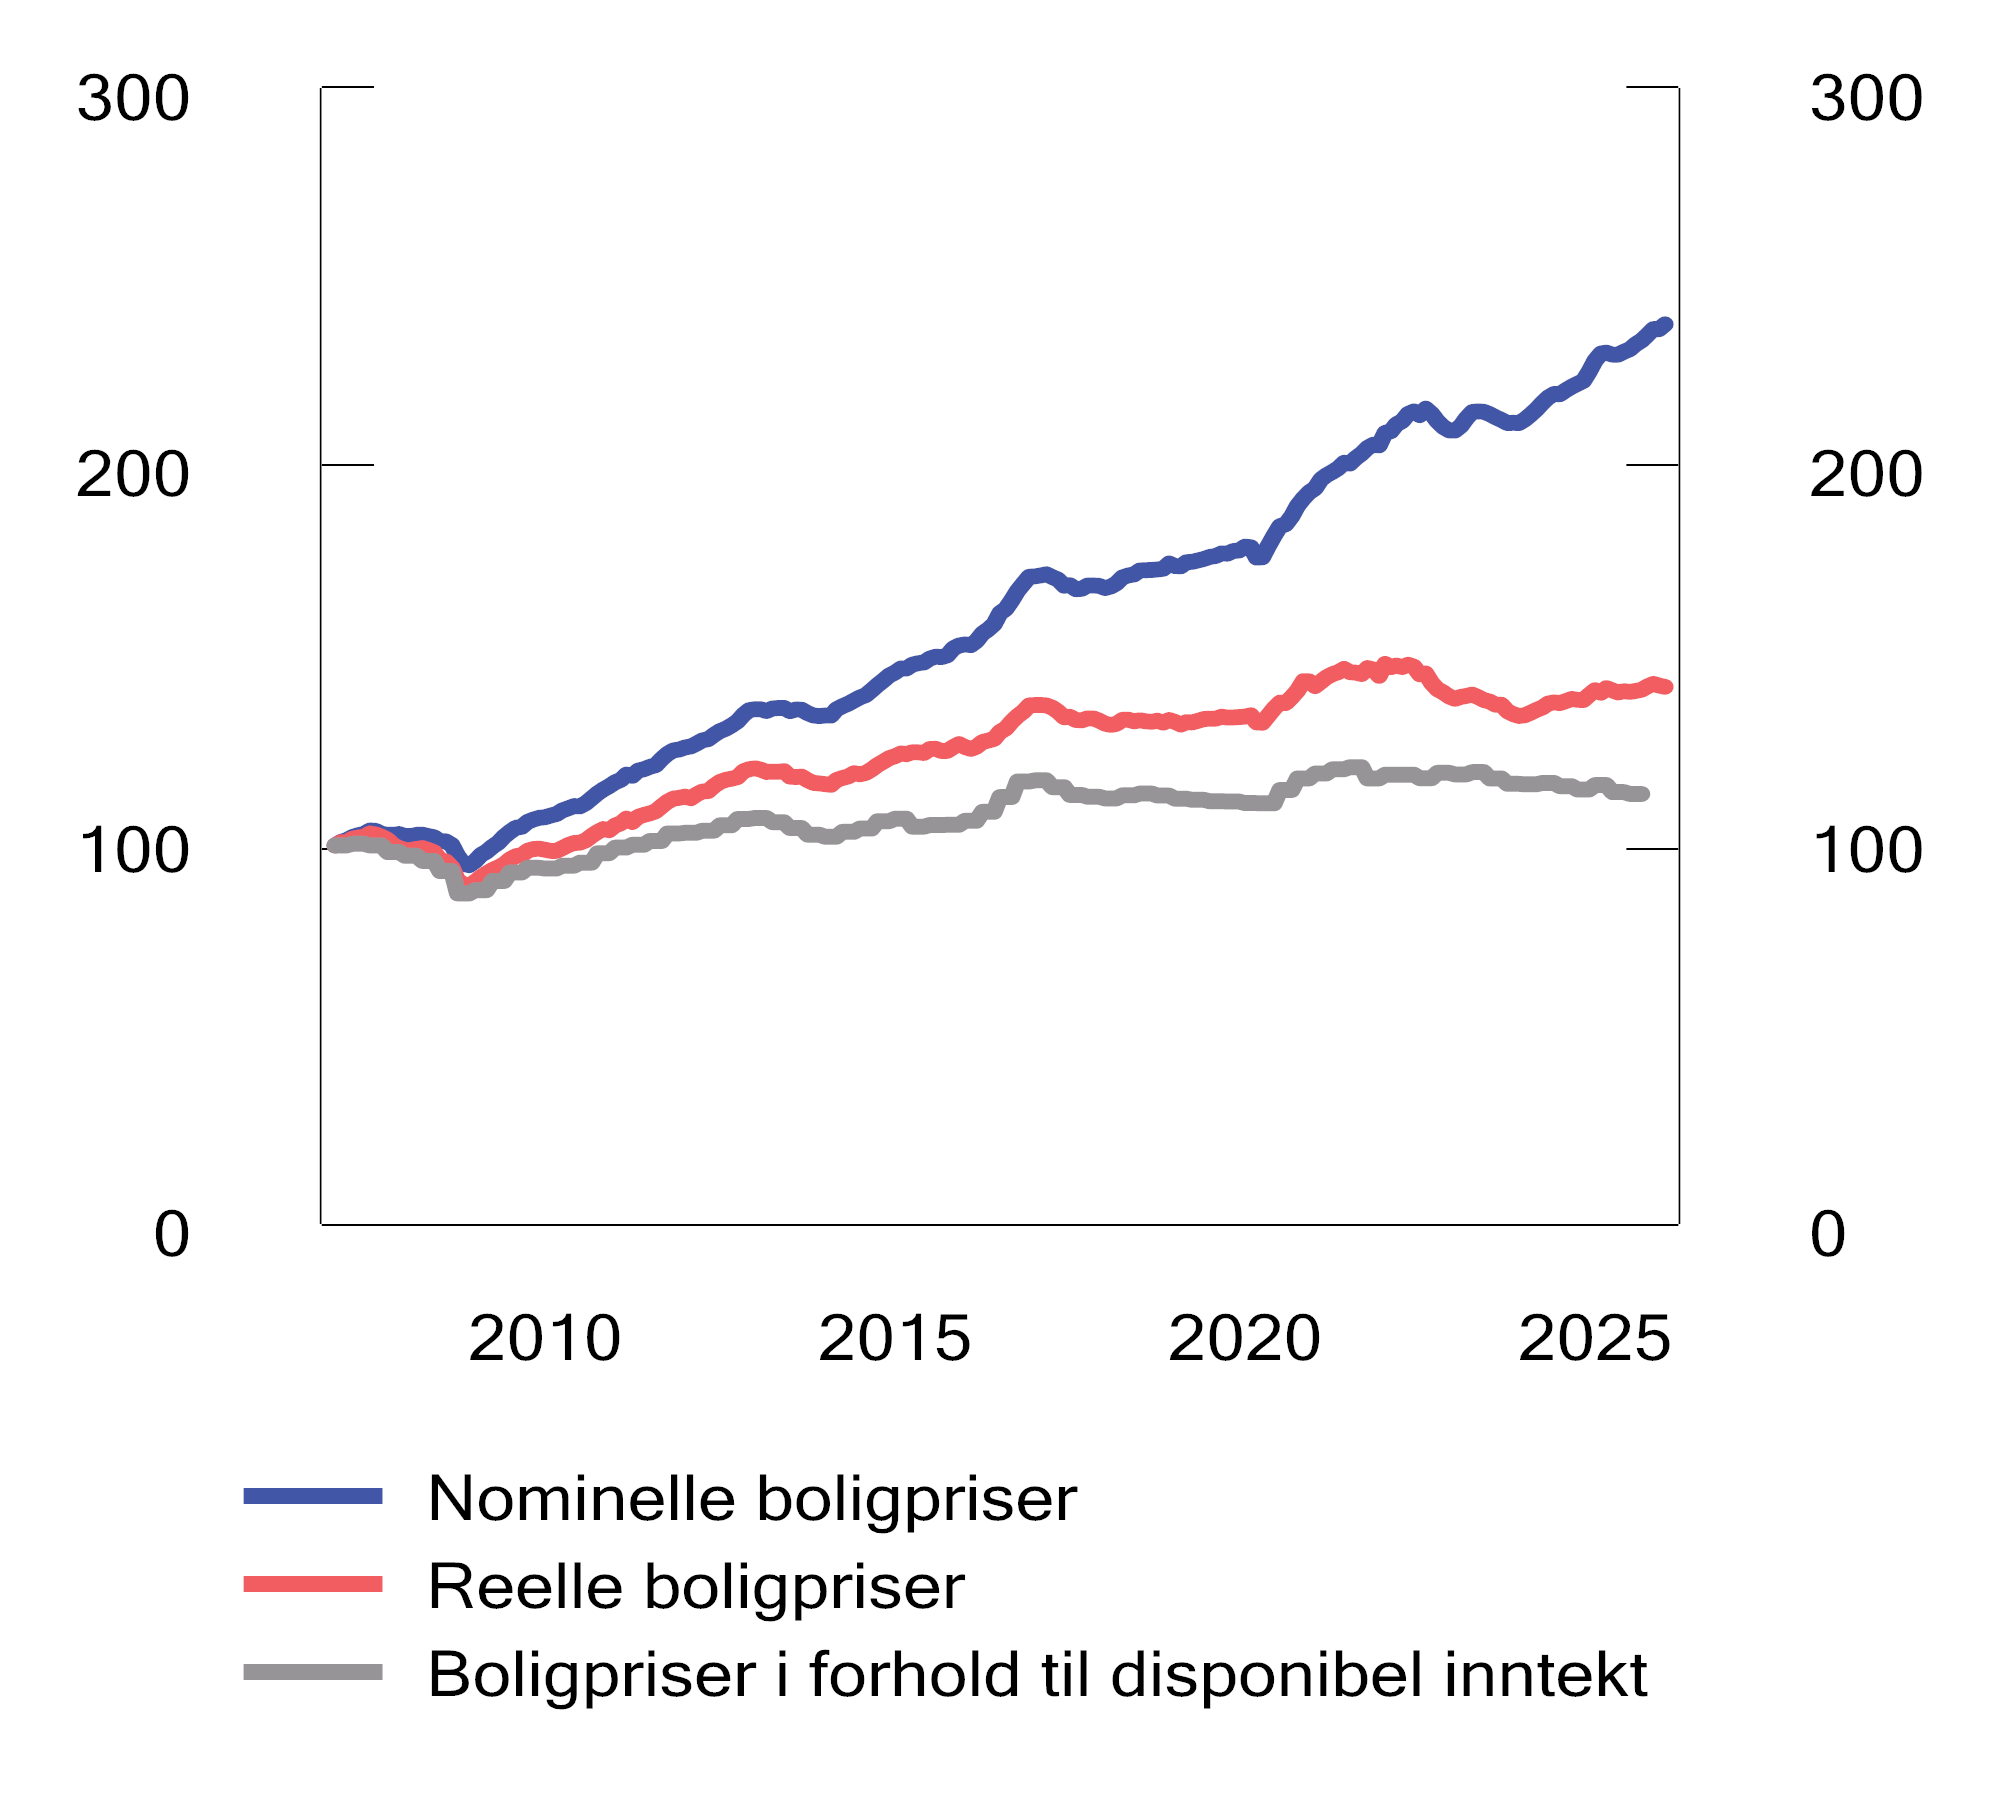 300 300
200 200
100 100
0 0
2010 2015 2020 2025
Nominelle boligpriser
Reelle boligpriser
Boligpriser i forhold til disponibel inntekt